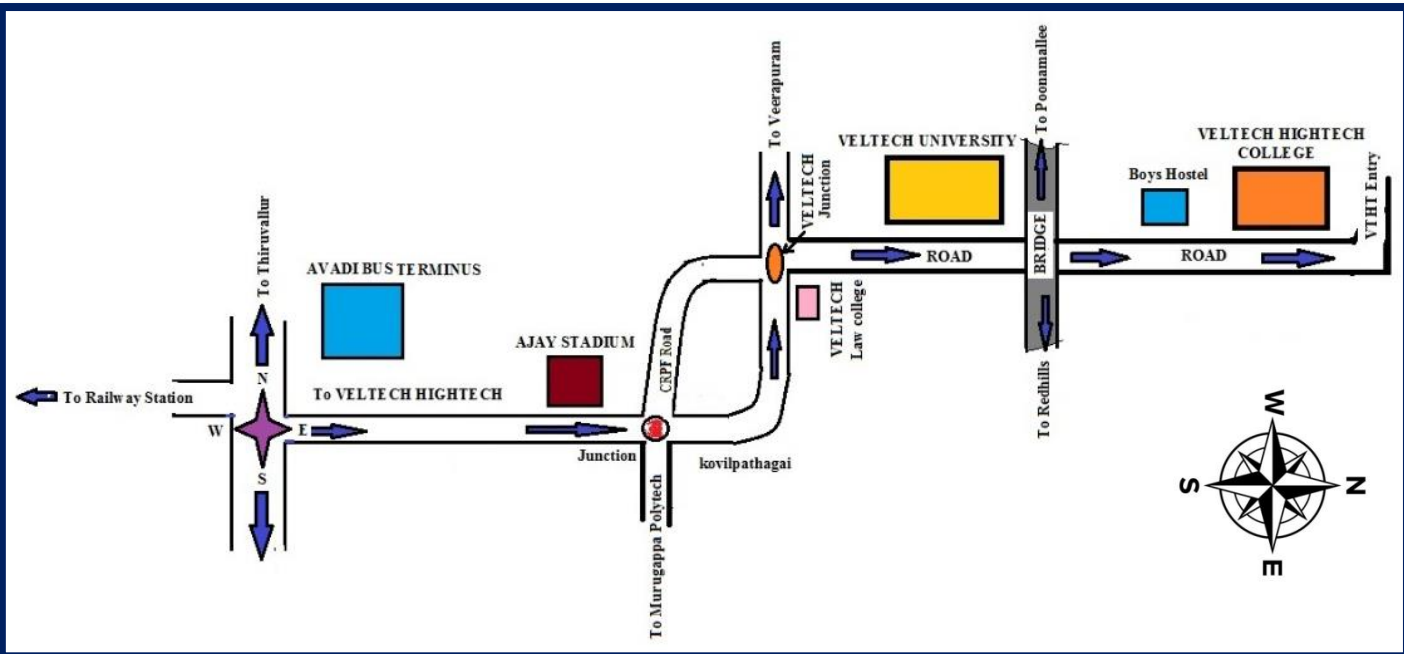 To Thiruvallur
AVADI BUS TERMINUS
To Railway Station
N
W
E
S
To VELTECH HIGHTECH
AJAY STADIUM
Junction
To Murugappa Polytech
CRPF Road
kovilpathagai
To Veerapuram
VELTECH
Junction
VELTECH
Law college
VELTECH UNIVERSITY
ROAD
To Poonamallee
BRIDGE
To Redhills
Boys Hostel
VELTECH HIGHTECH
COLLEGE
ROAD
VTHT Entry
W
S
N
E